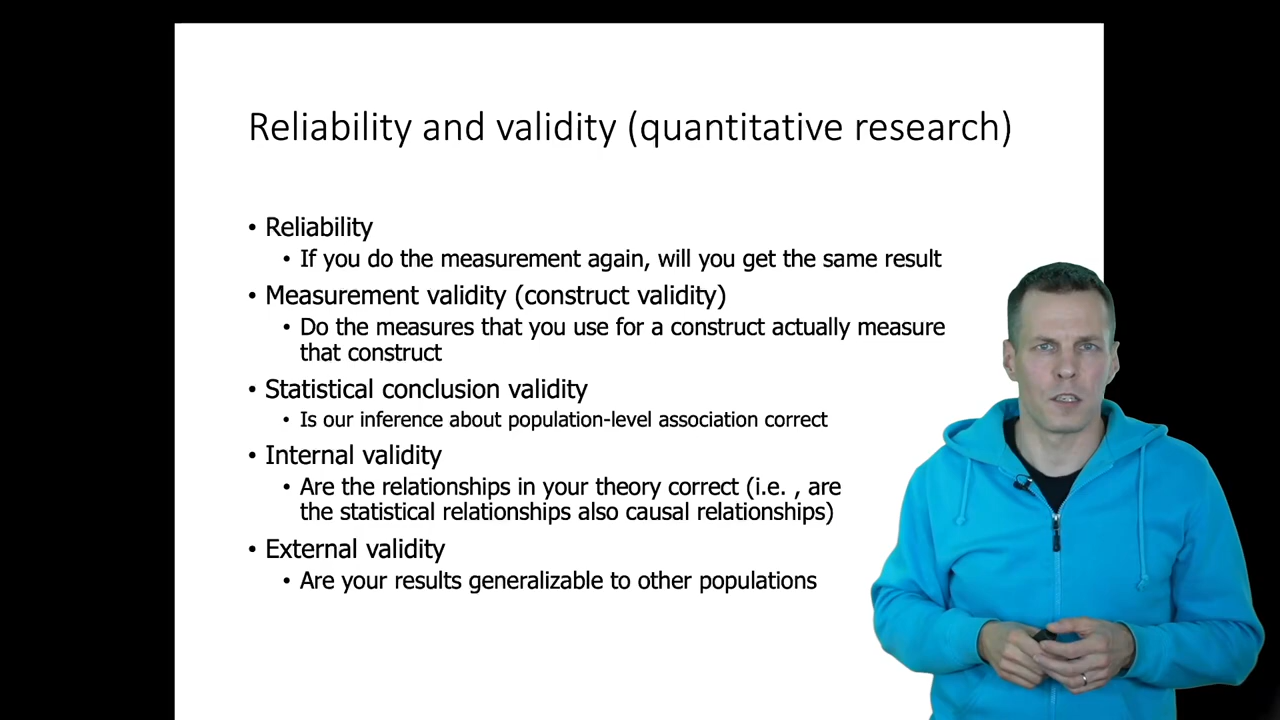 Reliability and validity (quantitative research)
• Reliability
• If you do the measurement again, will you get the same result
• Measurement validity (construct validity)
• Do the measures that you use for a construct actually measure
that construct
• Statistical conclusion validity
• Is our inference about population-level association correct
• Internal validity
• Are the relationships in your theory correct (i.e. , are
the statistical relationships also causal relationships)
• External validity
• Are your results generalizable to other populations